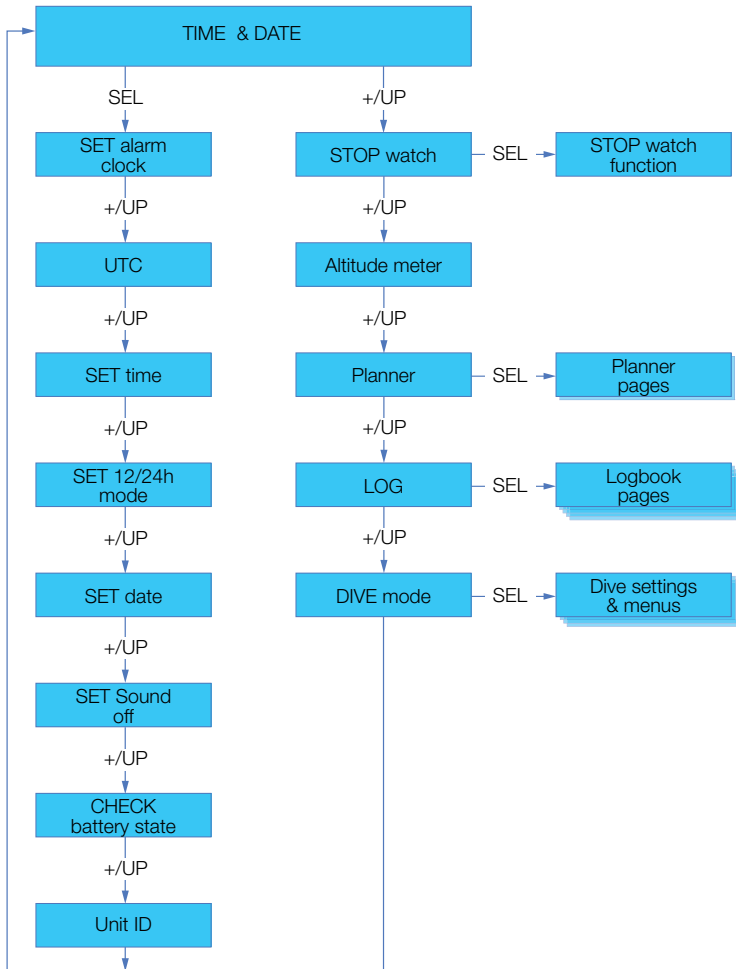 TIME & DATE
SEL
+/UP
SET alarm
clock
STOP watch
SEL
STOP watch
function
+/UP
+/UP
UTC
Altitude meter
+/UP
+/UP
SET time
Planner
SEL
Planner
pages
+/UP
+/UP
SET 12/24h
mode
LOG
SEL
Logbook
pages
+/UP
+/UP
SET date
DIVE mode
SEL
Dive settings
& menus
+/UP
SET Sound
off
+/UP
CHECK
battery state
+/UP
Unit ID